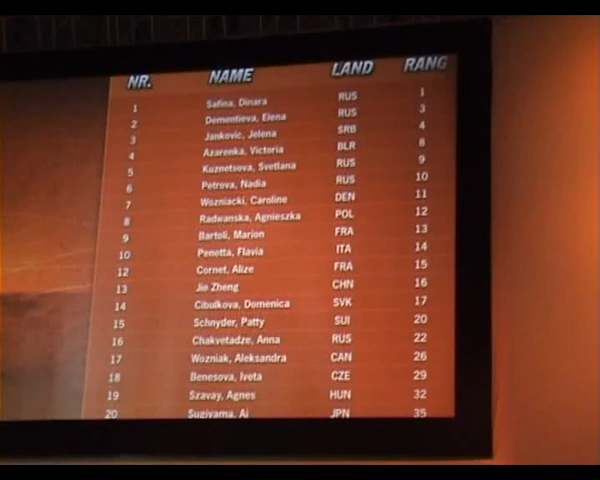 NR. NAME LAND RANG
1 Safina, Dinara RUS 1
2 Dementieva, Elena RUS 3
3 Jankovic, Jelena SRB 4
4 Azarenka, Victoria BLR 8
5 Kuznetsova, Svetlana RUS 9
6 Petrova, Nadia RUS 10
7 Wozniacki, Caroline DEN 11
8 Radwanska, Agnieszka POL 12
9 Bartoli, Marion FRA 13
10 Penetta, Flavia ITA 14
12 Cornet, Alize FRA 15
13 Jie Zheng CHN 16
14 Cibulkova, Domenica SVK 17
15 Schnyder, Patty SUI 20
16 Chakvetadze, Anna RUS 22
17 Wozniak, Aleksandra CAN 26
18 Benesova, Iveta CZE 29
19 Szavay, Agnes HUN 32
20 Sugiyama, Ai JPN 35